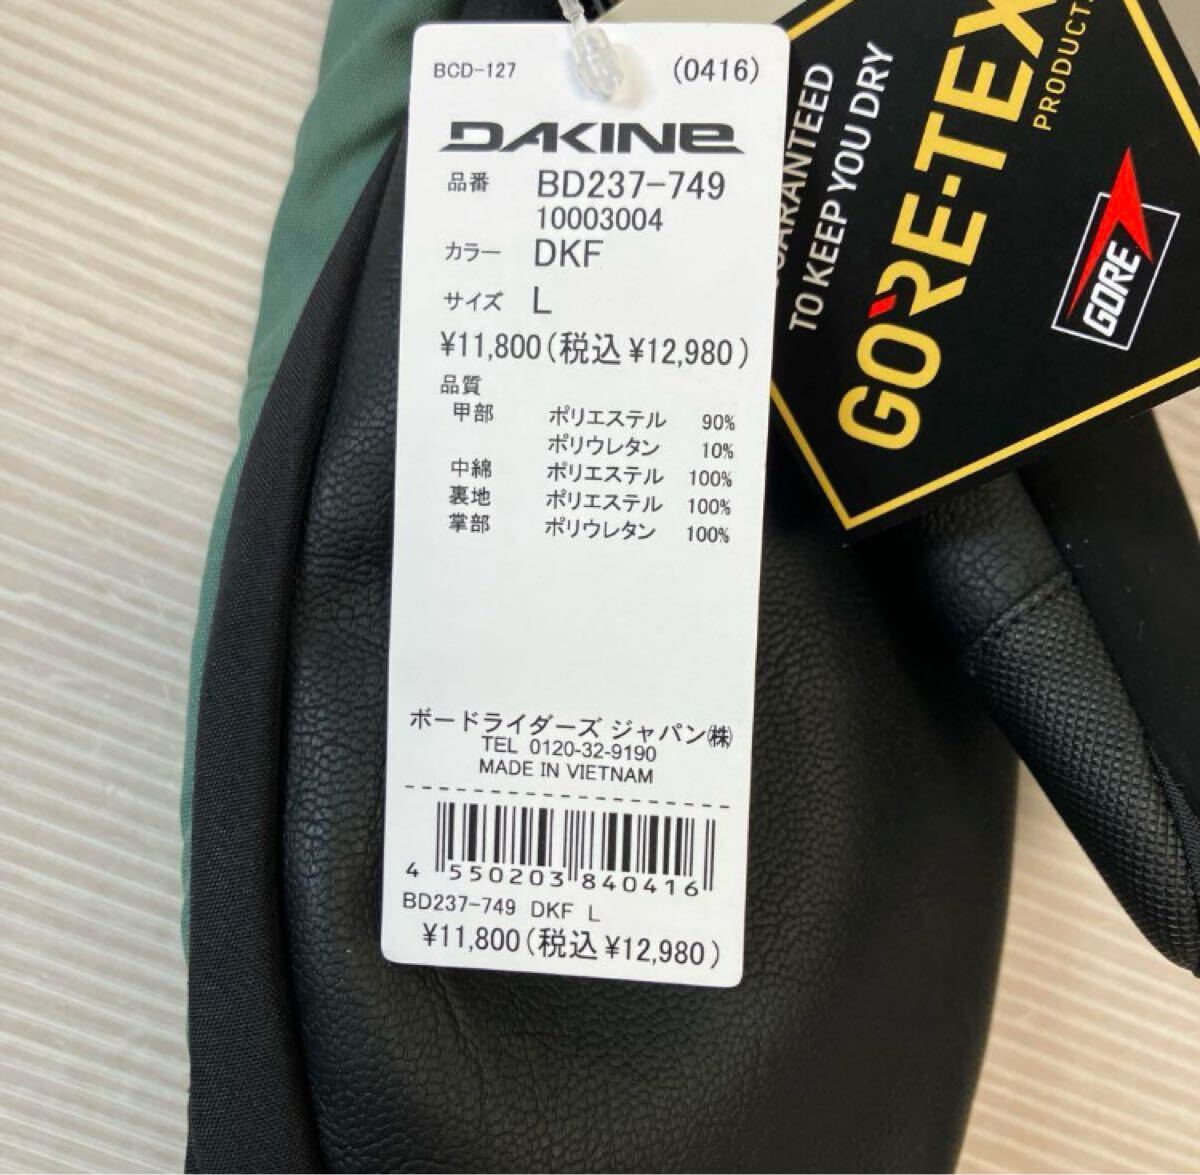 BCD-127 (0416)
DAKINE
品番 BD237-749
10003004
カラー DKF
サイズ L
¥11,800(税込¥12,980)
品質
甲部 ポリエステル 90%
ポリウレタン 10%
中綿 ポリエステル 100%
裏地 ポリエステル 100%
掌部 ポリウレタン 100%
ボードライダーズ ジャパン㈱
TEL 0120-32-9190
MADE IN VIETNAM
4 550203 840416
BD237-749 DKF L
¥11,800(税込¥12,980)
TO KEEP YOU DRY
GORE-TEX
GORE